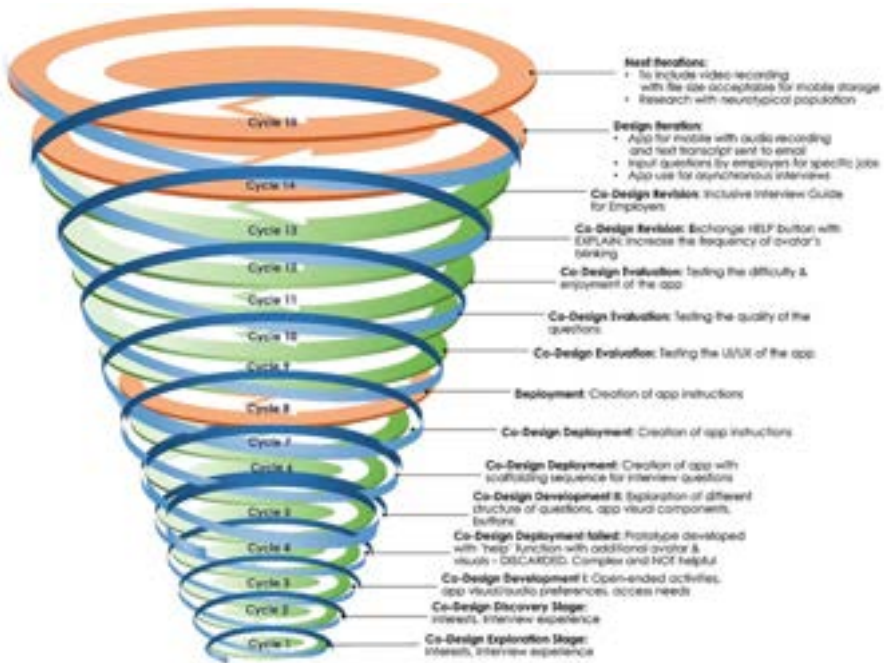 Next Iterations:
• To include video recording
with file size acceptable for mobile storage
• Research with neurotypical population
Cycle 15
Design Iteration:
• App for mobile with audio recording
and text transcript sent to email
• Input questions by employers for specific jobs
• App use for asynchronous interviews
Cycle 14
Co-Design Revision: Inclusive Interview Guide
for Employers
Cycle 13
Co-Design Revision: Exchange HELP button with
EXPLAIN; Increase the frequency of avatar's
blinking
Cycle 12
Co-Design Evaluation: Testing the difficulty &
enjoyment of the app
Cycle 11
Co-Design Evaluation: Testing the quality of the
questions
Cycle 10
Co-Design Evaluation: Testing the UI/UX of the app
Cycle 9
Deployment: Creation of app instructions
Cycle 8
Co-Design Deployment: Creation of app instructions
Cycle 7
Co-Design Deployment: Creation of app with
scaffolding sequence for interview questions
Cycle 6
Co-Design Development II: Exploration of different
structure of questions, app visual components,
buttons
Cycle 5
Co-Design Deployment failed: Prototype developed
with "help" function with additional avatar &
visuals - DISCARDED. Complex and NOT helpful
Cycle 4
Co-Design Development I: Open-ended activities,
app visual/audio preferences, access needs
Cycle 3
Co-Design Discovery Stage:
Interests, Interview experience
Cycle 2
Co-Design Exploration Stage:
Interests, Interview experience
Cycle 1